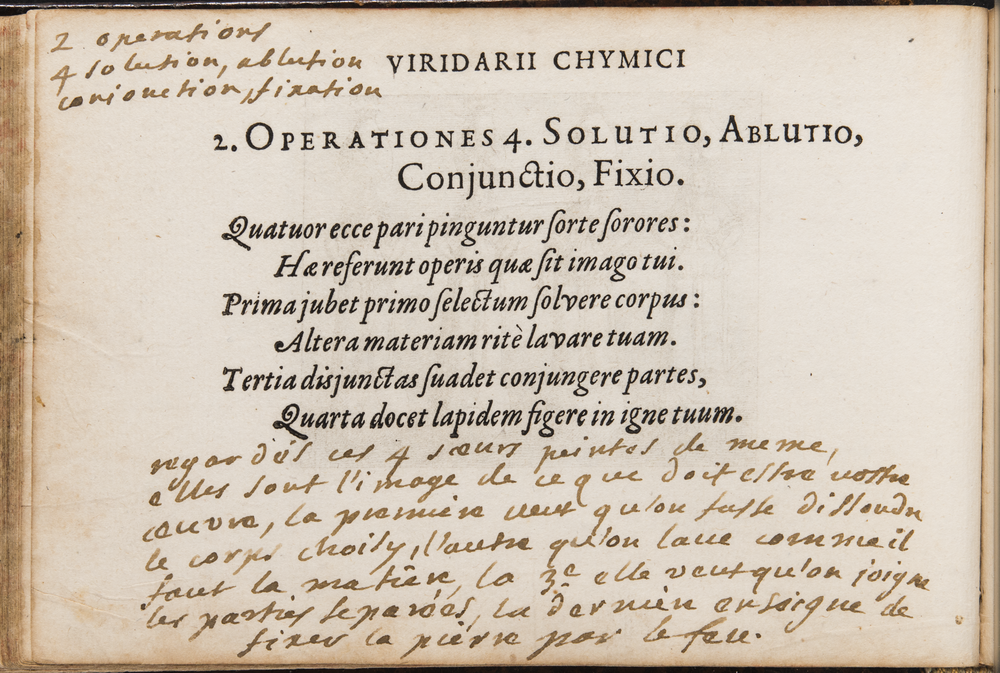 2 operations
4 solution, ablution
conionction, fixation
VIRIDARII CHYMICI
2. OPERATIONES 4. SOLUTIO, ABLUTIO,
Conjunctio, Fixio.
Quatuor ecce pari pinguntur ſorte ſorores:
Hæ referunt operis quæ ſit imago tui.
Prima jubet primo ſelectum ſolvere corpus:
Altera materiam ritè lavare tuam.
Tertia disjunctas ſuadet conjungere partes,
Quarta docet lapidem figere in igne tuum.
regardés ces 4 sœurs peintes de meme,
elles sont l'image de ce que doit estre vostre
œuvre, la premiere veut qu'on fasse dissoudre
le corps choisy, l'autre qu'on laue comme il
faut la matiere, la 3e elle veut qu'on joigne
les parties separées, la derniere enseigne de
fixer la pierre par le feu.